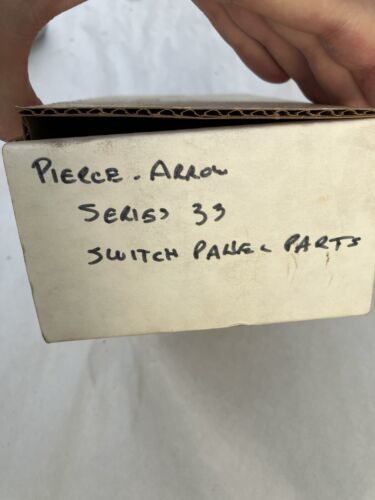 PIERCE-ARROW
SERIES 33
SWITCH PANEL PARTS